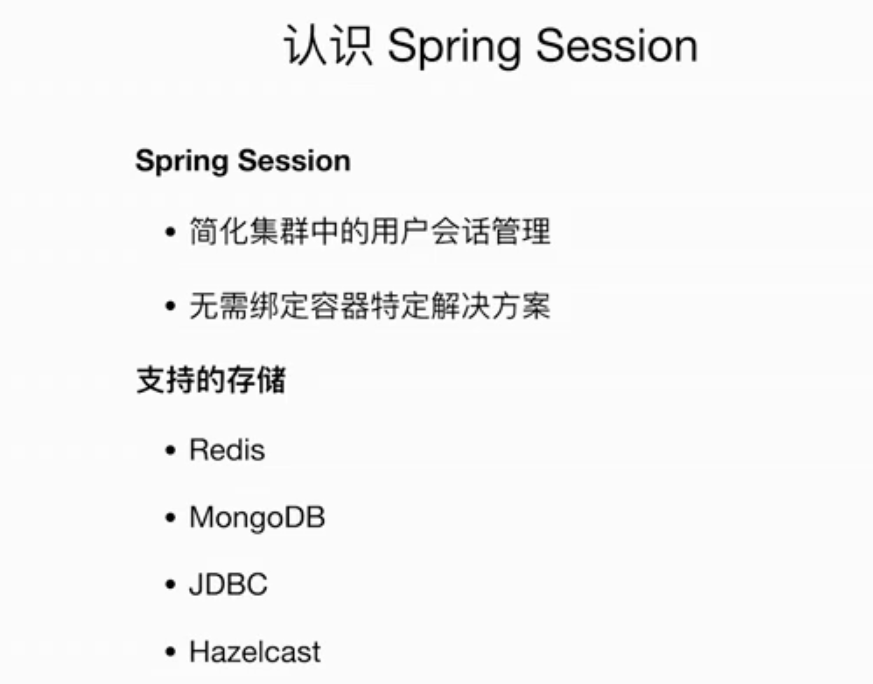 认识 Spring Session
Spring Session
• 简化集群中的用户会话管理
• 无需绑定容器特定解决方案
支持的存储
• Redis
• MongoDB
• JDBC
• Hazelcast